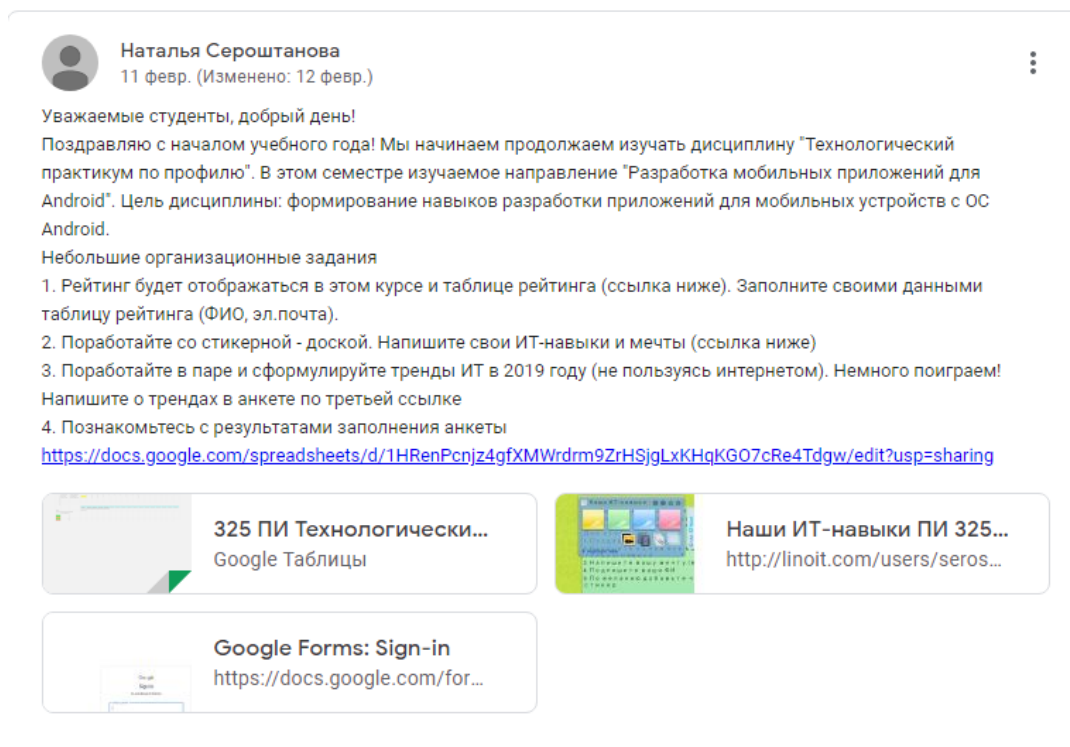 Наталья Сероштанова
11 февр. (Изменено: 12 февр.)
Уважаемые студенты, добрый день!
Поздравляю с началом учебного года! Мы начинаем продолжаем изучать дисциплину "Технологический
практикум по профилю". В этом семестре изучаемое направление "Разработка мобильных приложений для
Android". Цель дисциплины: формирование навыков разработки приложений для мобильных устройств с ОС
Android.
Небольшие организационные задания
1. Рейтинг будет отображаться в этом курсе и таблице рейтинга (ссылка ниже). Заполните своими данными
таблицу рейтинга (ФИО, эл.почта).
2. Поработайте со стикерной - доской. Напишите свои ИТ-навыки и мечты (ссылка ниже)
3. Поработайте в паре и сформулируйте тренды ИТ в 2019 году (не пользуясь интернетом). Немного поиграем!
Напишите о трендах в анкете по третьей ссылке
4. Познакомьтесь с результатами заполнения анкеты
https://docs.google.com/spreadsheets/d/1HRenPcnjz4gfXMWrdrm9ZrHSjgLxKHqKGO7cRe4Tdgw/edit?usp=sharing
325 ПИ Технологически...
Google Таблицы
Наши ИТ-навыки ПИ 325...
http://linoit.com/users/seros...
Google Forms: Sign-in
https://docs.google.com/for...